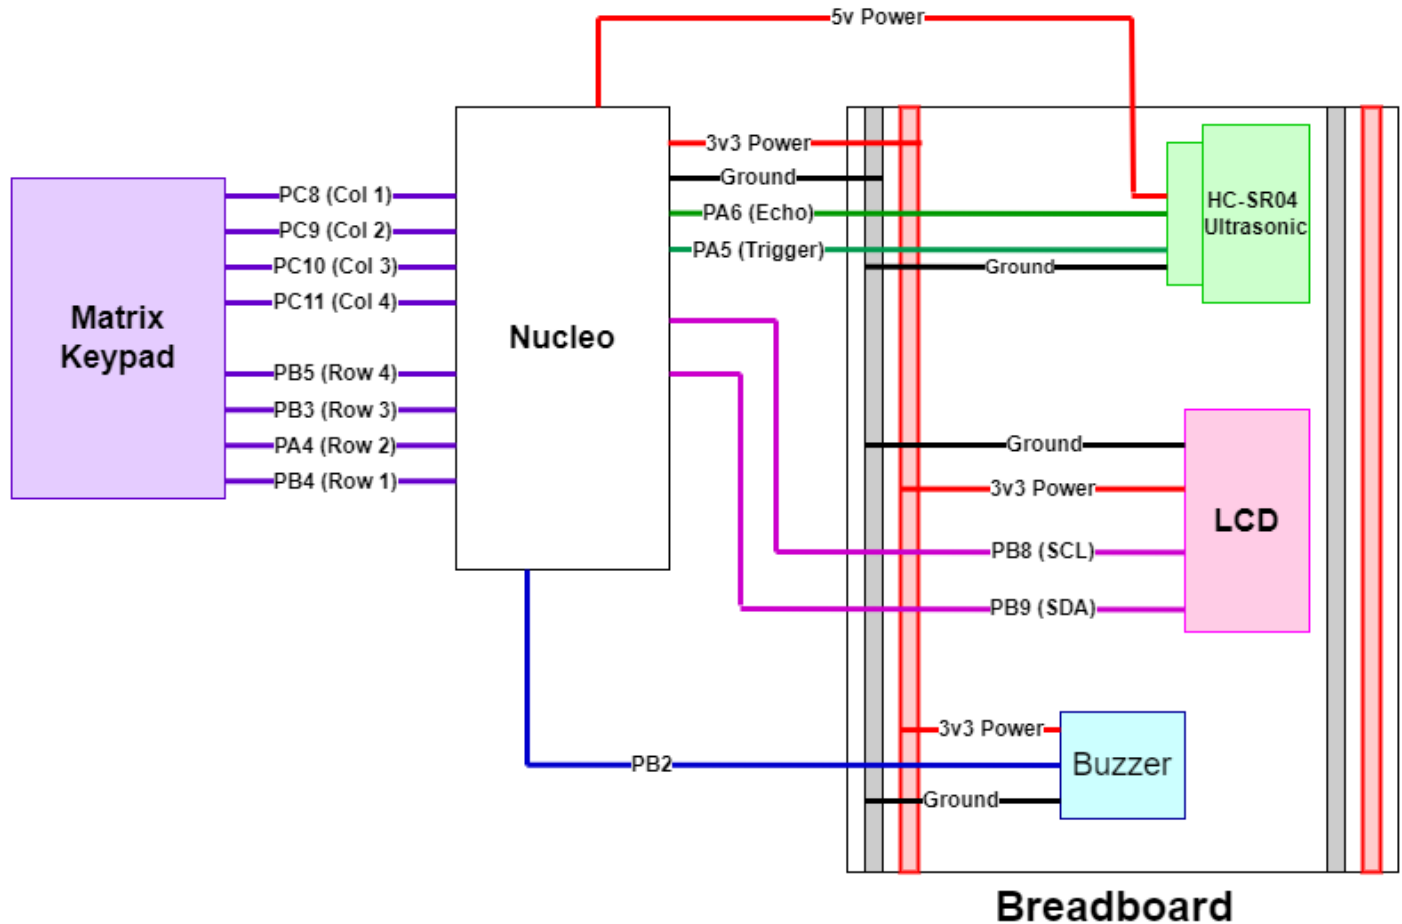 5v Power
3v3 Power
Ground
PA6 (Echo)
PA5 (Trigger)
Ground
HC-SR04
Ultrasonic
PC8 (Col 1)
PC9 (Col 2)
PC10 (Col 3)
PC11 (Col 4)
PB5 (Row 4)
PB3 (Row 3)
PA4 (Row 2)
PB4 (Row 1)
Matrix
Keypad
Nucleo
Ground
3v3 Power
PB8 (SCL)
PB9 (SDA)
LCD
3v3 Power
PB2
Ground
Buzzer
Breadboard